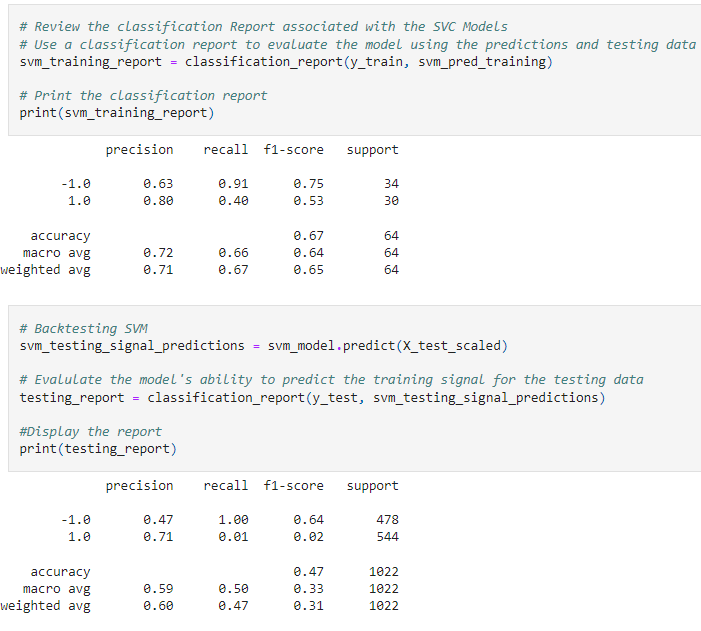 # Review the classification Report associated with the SVC Models
# Use a classification report to evaluate the model using the predictions and testing data
svm_training_report = classification_report(y_train, svm_pred_training)
# Print the classification report
print(svm_training_report)
precision recall f1-score support
-1.0 0.63 0.91 0.75 34
1.0 0.80 0.40 0.53 30
accuracy 0.67 64
macro avg 0.72 0.66 0.64 64
weighted avg 0.71 0.67 0.65 64
# Backtesting SVM
svm_testing_signal_predictions = svm_model.predict(X_test_scaled)
# Evalulate the model's ability to predict the training signal for the testing data
testing_report = classification_report(y_test, svm_testing_signal_predictions)
#Display the report
print(testing_report)
precision recall f1-score support
-1.0 0.47 1.00 0.64 478
1.0 0.71 0.01 0.02 544
accuracy 0.47 1022
macro avg 0.59 0.50 0.33 1022
weighted avg 0.60 0.47 0.31 1022